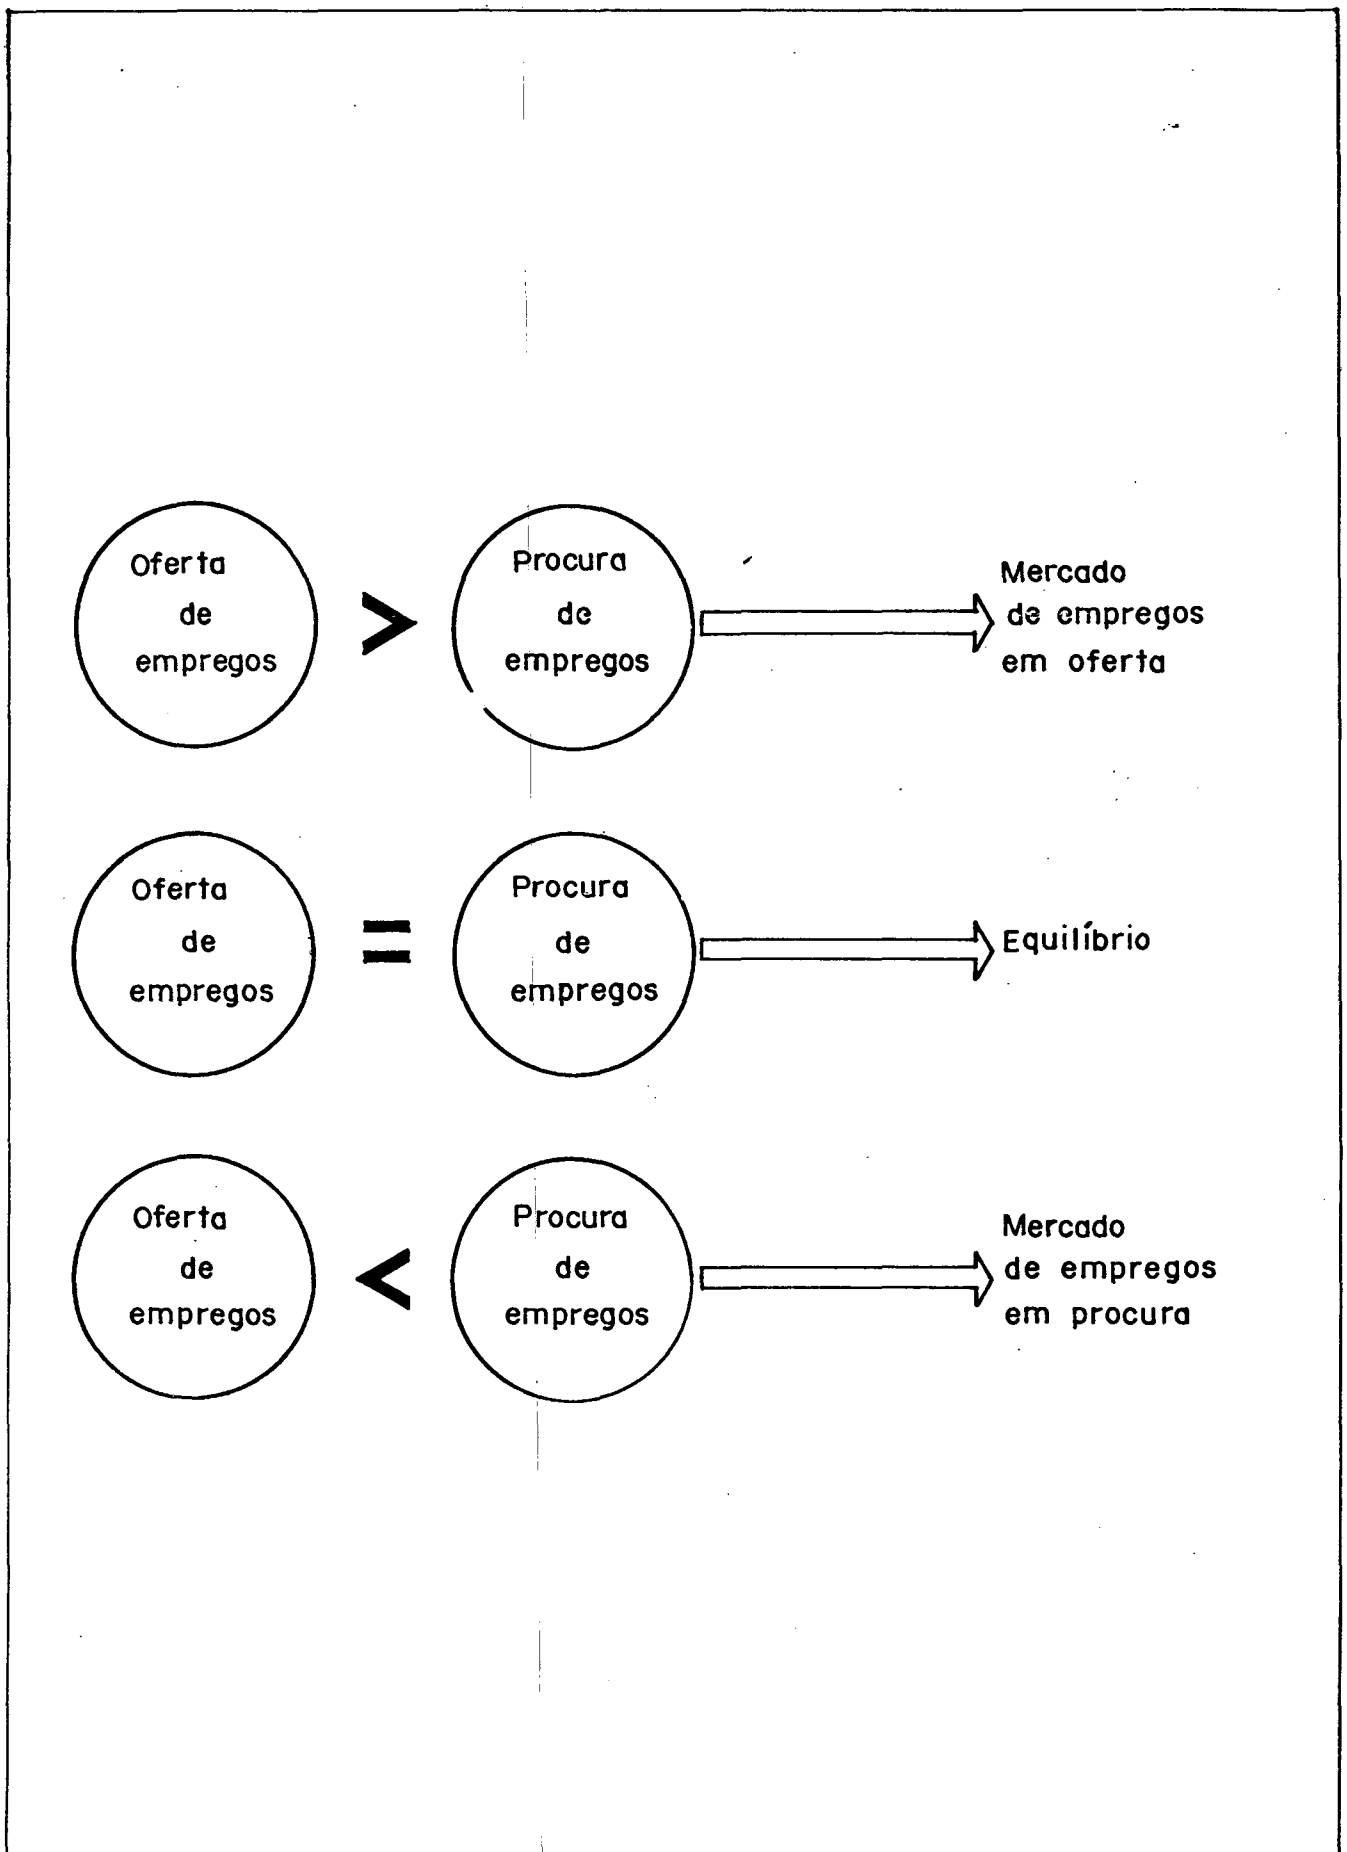 Oferta
de
empregos
>
Procura
de
empregos
Mercado
de empregos
em oferta
Oferta
de
empregos
=
Procura
de
empregos
Equilíbrio
Oferta
de
empregos
<
Procura
de
empregos
Mercado
de empregos
em procura